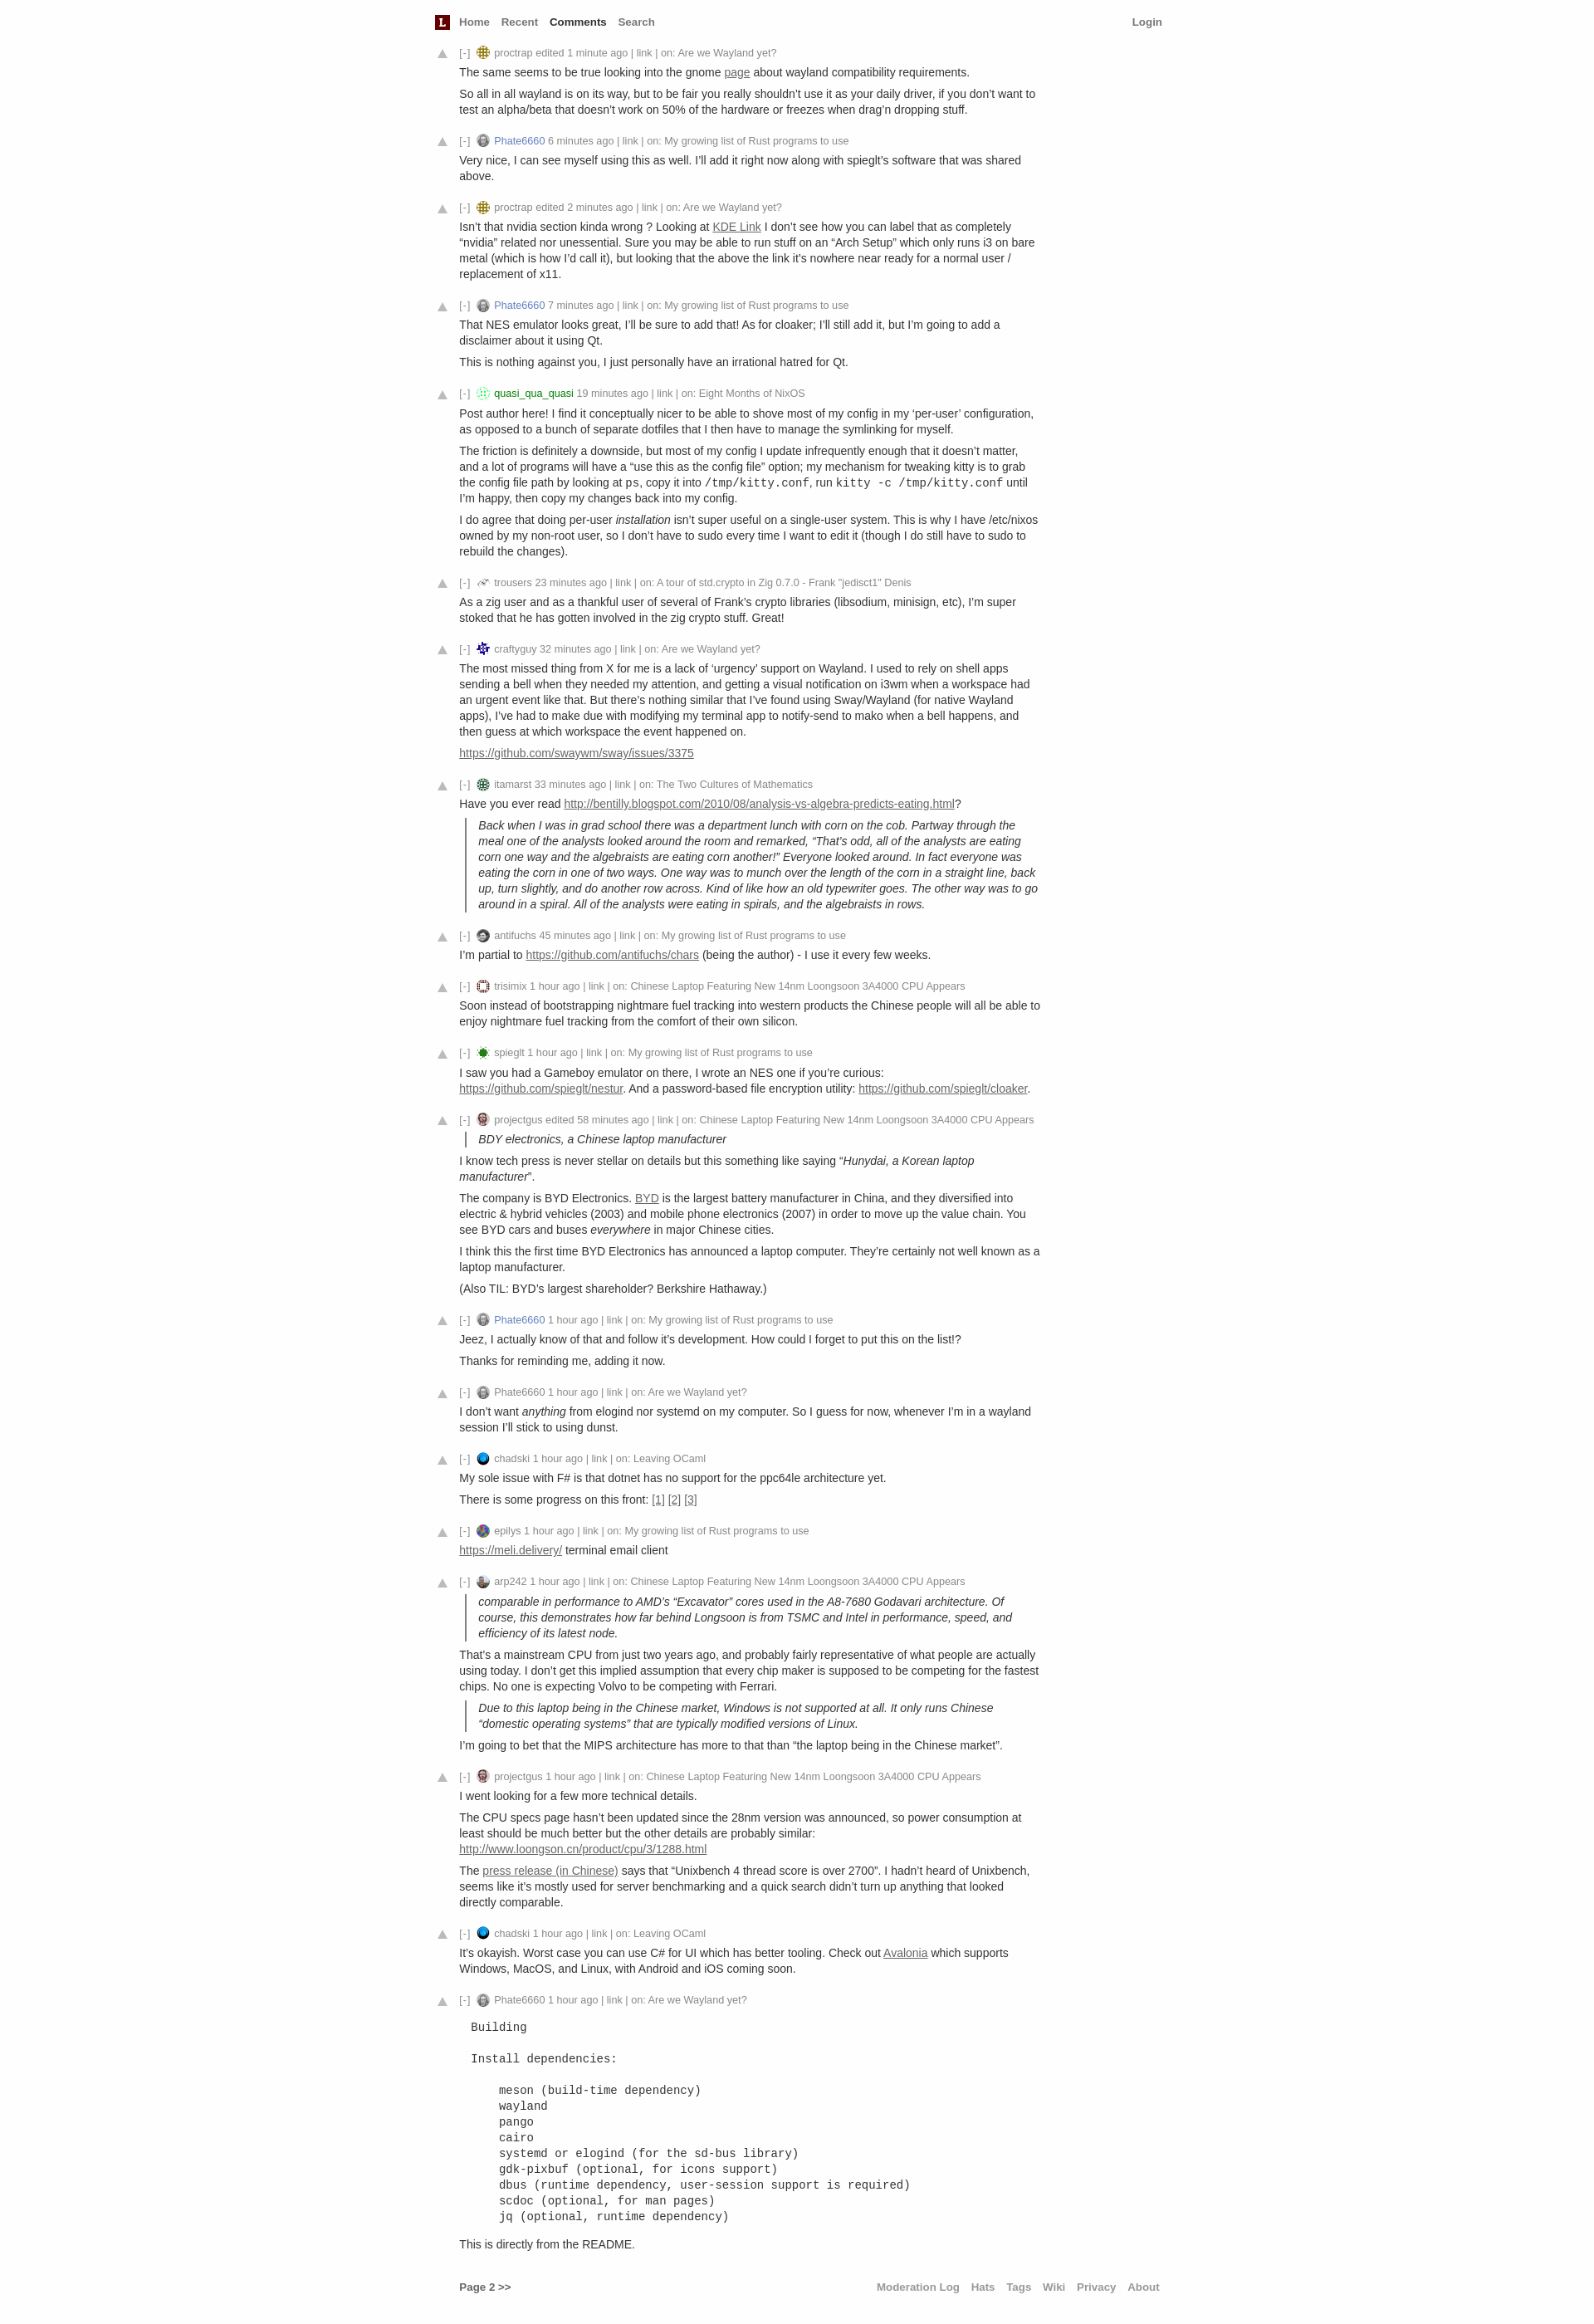 L Home Recent Comments Search Login
[-] proctrap edited 1 minute ago | link | on: Are we Wayland yet?
The same seems to be true looking into the gnome page about wayland compatibility requirements.
So all in all wayland is on its way, but to be fair you really shouldn’t use it as your daily driver, if you don’t want to
test an alpha/beta that doesn’t work on 50% of the hardware or freezes when drag’n dropping stuff.
[-] Phate6660 6 minutes ago | link | on: My growing list of Rust programs to use
Very nice, I can see myself using this as well. I’ll add it right now along with spieglt’s software that was shared
above.
[-] proctrap edited 2 minutes ago | link | on: Are we Wayland yet?
Isn’t that nvidia section kinda wrong ? Looking at KDE Link I don’t see how you can label that as completely
“nvidia” related nor unessential. Sure you may be able to run stuff on an “Arch Setup” which only runs i3 on bare
metal (which is how I’d call it), but looking that the above the link it’s nowhere near ready for a normal user /
replacement of x11.
[-] Phate6660 7 minutes ago | link | on: My growing list of Rust programs to use
That NES emulator looks great, I’ll be sure to add that! As for cloaker; I’ll still add it, but I’m going to add a
disclaimer about it using Qt.
This is nothing against you, I just personally have an irrational hatred for Qt.
[-] quasi_qua_quasi 19 minutes ago | link | on: Eight Months of NixOS
Post author here! I find it conceptually nicer to be able to shove most of my config in my ‘per-user’ configuration,
as opposed to a bunch of separate dotfiles that I then have to manage the symlinking for myself.
The friction is definitely a downside, but most of my config I update infrequently enough that it doesn’t matter,
and a lot of programs will have a “use this as the config file” option; my mechanism for tweaking kitty is to grab
the config file path by looking at ps, copy it into /tmp/kitty.conf, run kitty -c /tmp/kitty.conf until
I’m happy, then copy my changes back into my config.
I do agree that doing per-user installation isn’t super useful on a single-user system. This is why I have /etc/nixos
owned by my non-root user, so I don’t have to sudo every time I want to edit it (though I do still have to sudo to
rebuild the changes).
[-] trousers 23 minutes ago | link | on: A tour of std.crypto in Zig 0.7.0 - Frank "jedisct1" Denis
As a zig user and as a thankful user of several of Frank’s crypto libraries (libsodium, minisign, etc), I’m super
stoked that he has gotten involved in the zig crypto stuff. Great!
[-] craftyguy 32 minutes ago | link | on: Are we Wayland yet?
The most missed thing from X for me is a lack of ‘urgency’ support on Wayland. I used to rely on shell apps
sending a bell when they needed my attention, and getting a visual notification on i3wm when a workspace had
an urgent event like that. But there’s nothing similar that I’ve found using Sway/Wayland (for native Wayland
apps), I’ve had to make due with modifying my terminal app to notify-send to mako when a bell happens, and
then guess at which workspace the event happened on.
https://github.com/swaywm/sway/issues/3375
[-] itamarst 33 minutes ago | link | on: The Two Cultures of Mathematics
Have you ever read http://bentilly.blogspot.com/2010/08/analysis-vs-algebra-predicts-eating.html?
Back when I was in grad school there was a department lunch with corn on the cob. Partway through the
meal one of the analysts looked around the room and remarked, “That’s odd, all of the analysts are eating
corn one way and the algebraists are eating corn another!” Everyone looked around. In fact everyone was
eating the corn in one of two ways. One way was to munch over the length of the corn in a straight line, back
up, turn slightly, and do another row across. Kind of like how an old typewriter goes. The other way was to go
around in a spiral. All of the analysts were eating in spirals, and the algebraists in rows.
[-] antifuchs 45 minutes ago | link | on: My growing list of Rust programs to use
I’m partial to https://github.com/antifuchs/chars (being the author) - I use it every few weeks.
[-] trisimix 1 hour ago | link | on: Chinese Laptop Featuring New 14nm Loongsoon 3A4000 CPU Appears
Soon instead of bootstrapping nightmare fuel tracking into western products the Chinese people will all be able to
enjoy nightmare fuel tracking from the comfort of their own silicon.
[-] spieglt 1 hour ago | link | on: My growing list of Rust programs to use
I saw you had a Gameboy emulator on there, I wrote an NES one if you’re curious:
https://github.com/spieglt/nestur. And a password-based file encryption utility: https://github.com/spieglt/cloaker.
[-] projectgus edited 58 minutes ago | link | on: Chinese Laptop Featuring New 14nm Loongsoon 3A4000 CPU Appears
BDY electronics, a Chinese laptop manufacturer
I know tech press is never stellar on details but this something like saying “Hunydai, a Korean laptop
manufacturer”.
The company is BYD Electronics. BYD is the largest battery manufacturer in China, and they diversified into
electric & hybrid vehicles (2003) and mobile phone electronics (2007) in order to move up the value chain. You
see BYD cars and buses everywhere in major Chinese cities.
I think this the first time BYD Electronics has announced a laptop computer. They’re certainly not well known as a
laptop manufacturer.
(Also TIL: BYD’s largest shareholder? Berkshire Hathaway.)
[-] Phate6660 1 hour ago | link | on: My growing list of Rust programs to use
Jeez, I actually know of that and follow it’s development. How could I forget to put this on the list!?
Thanks for reminding me, adding it now.
[-] Phate6660 1 hour ago | link | on: Are we Wayland yet?
I don’t want anything from elogind nor systemd on my computer. So I guess for now, whenever I’m in a wayland
session I’ll stick to using dunst.
[-] chadski 1 hour ago | link | on: Leaving OCaml
My sole issue with F# is that dotnet has no support for the ppc64le architecture yet.
There is some progress on this front: [1] [2] [3]
[-] epilys 1 hour ago | link | on: My growing list of Rust programs to use
https://meli.delivery/ terminal email client
[-] arp242 1 hour ago | link | on: Chinese Laptop Featuring New 14nm Loongsoon 3A4000 CPU Appears
comparable in performance to AMD’s “Excavator” cores used in the A8-7680 Godavari architecture. Of
course, this demonstrates how far behind Longsoon is from TSMC and Intel in performance, speed, and
efficiency of its latest node.
That’s a mainstream CPU from just two years ago, and probably fairly representative of what people are actually
using today. I don’t get this implied assumption that every chip maker is supposed to be competing for the fastest
chips. No one is expecting Volvo to be competing with Ferrari.
Due to this laptop being in the Chinese market, Windows is not supported at all. It only runs Chinese
“domestic operating systems” that are typically modified versions of Linux.
I’m going to bet that the MIPS architecture has more to that than “the laptop being in the Chinese market”.
[-] projectgus 1 hour ago | link | on: Chinese Laptop Featuring New 14nm Loongsoon 3A4000 CPU Appears
I went looking for a few more technical details.
The CPU specs page hasn’t been updated since the 28nm version was announced, so power consumption at
least should be much better but the other details are probably similar:
http://www.loongson.cn/product/cpu/3/1288.html
The press release (in Chinese) says that “Unixbench 4 thread score is over 2700”. I hadn’t heard of Unixbench,
seems like it’s mostly used for server benchmarking and a quick search didn’t turn up anything that looked
directly comparable.
[-] chadski 1 hour ago | link | on: Leaving OCaml
It’s okayish. Worst case you can use C# for UI which has better tooling. Check out Avalonia which supports
Windows, MacOS, and Linux, with Android and iOS coming soon.
[-] Phate6660 1 hour ago | link | on: Are we Wayland yet?
Building
Install dependencies:
meson (build-time dependency)
wayland
pango
cairo
systemd or elogind (for the sd-bus library)
gdk-pixbuf (optional, for icons support)
dbus (runtime dependency, user-session support is required)
scdoc (optional, for man pages)
jq (optional, runtime dependency)
This is directly from the README.
Page 2 >> Moderation Log Hats Tags Wiki Privacy About